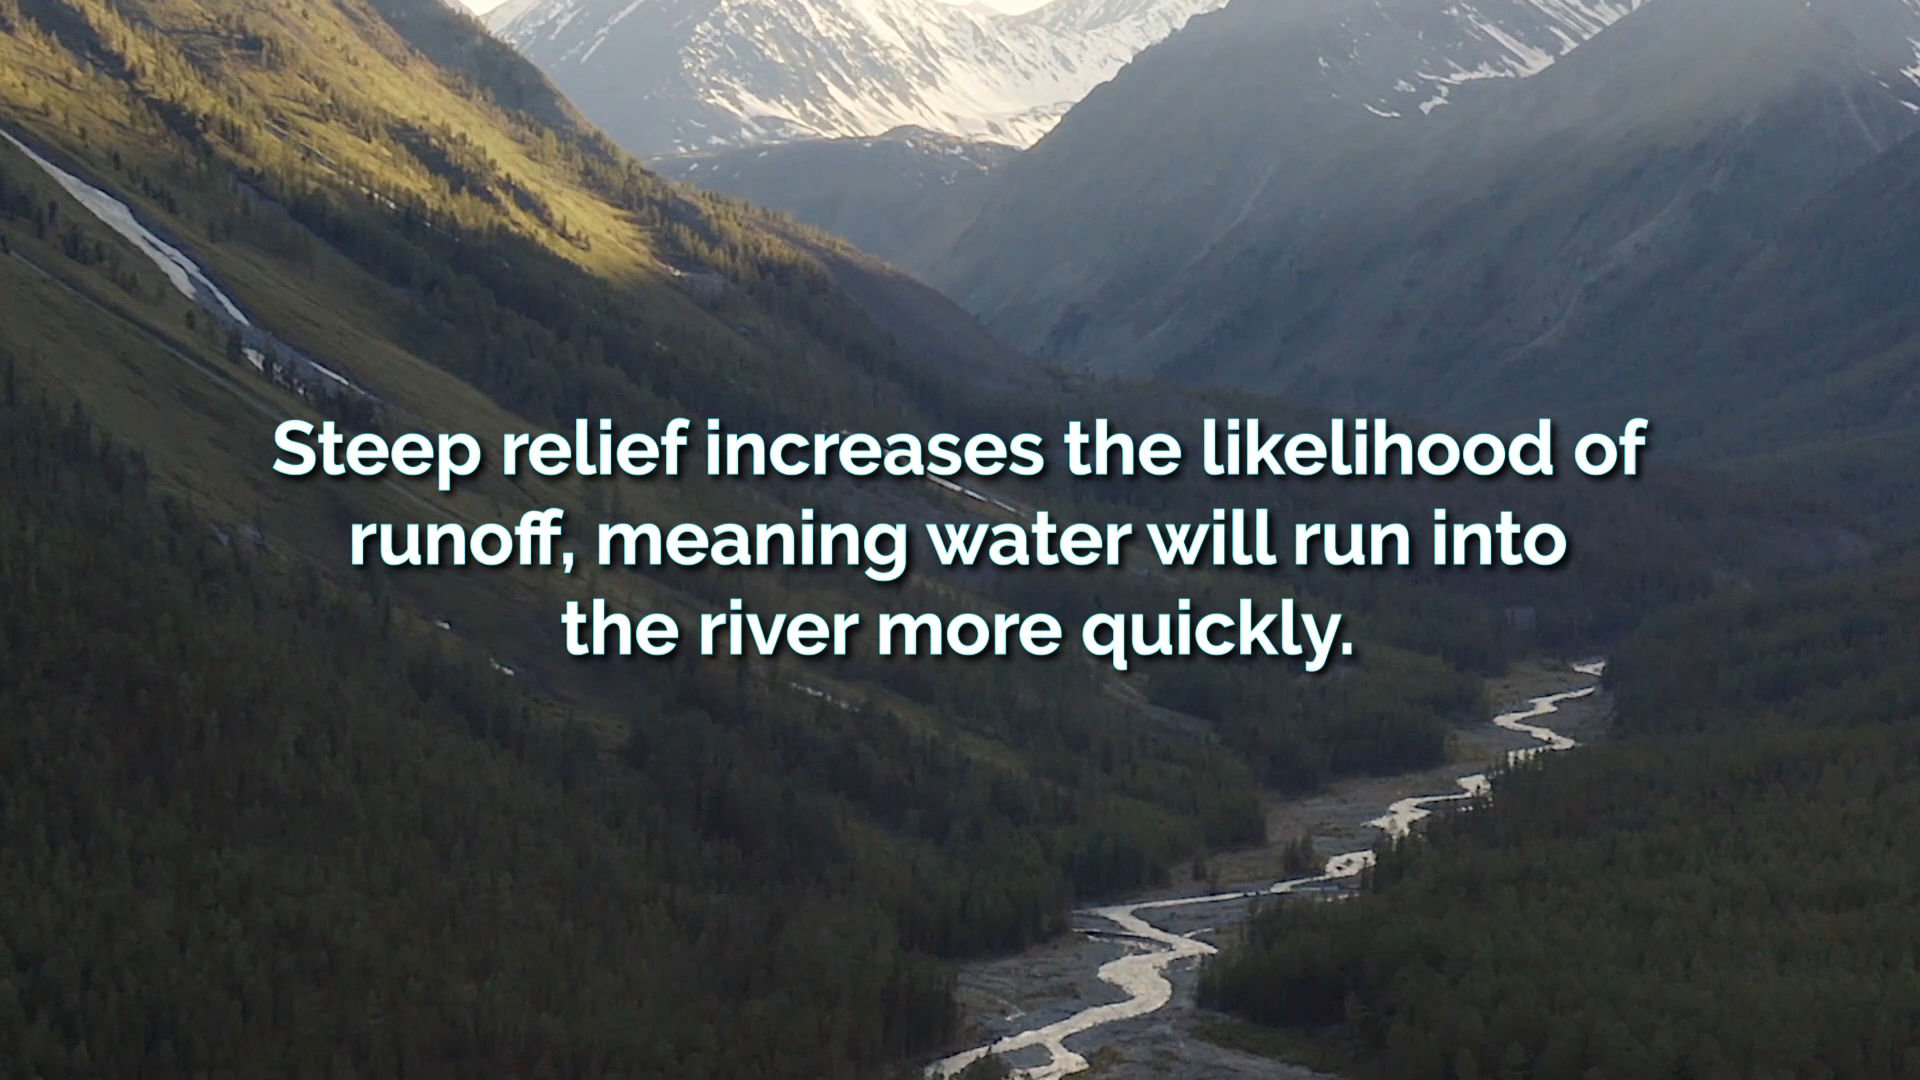 Steep relief increases the likelihood of
runoff, meaning water will run into
the river more quickly.